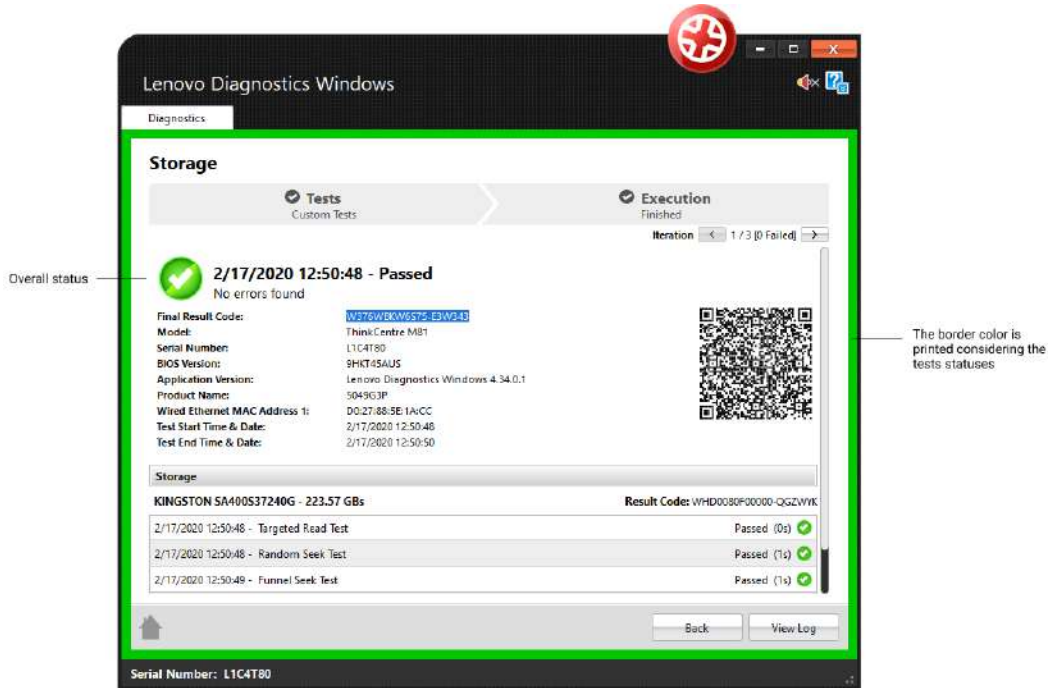 Lenovo Diagnostics Windows
Diagnostics
Storage
Tests
Custom Tests
Execution
Finished
Iteration < 1 / 3 [0 Failed] >
Overall status
2/17/2020 12:50:48 - Passed
No errors found
Final Result Code: W376WBKW6S75-E3W343
Model: ThinkCentre M81
Serial Number: L1C4T80
BIOS Version: 9HKT45AUS
Application Version: Lenovo Diagnostics Windows 4.34.0.1
Product Name: 5049G3P
Wired Ethernet MAC Address 1: D0:27:88:5E:1A:CC
Test Start Time & Date: 2/17/2020 12:50:48
Test End Time & Date: 2/17/2020 12:50:50
The border color is
printed considering the
tests statuses
Storage
KINGSTON SA400S37240G - 223.57 GBs Result Code: WHD0080F00000-QGZWYK
2/17/2020 12:50:48 - Targeted Read Test Passed (0s)
2/17/2020 12:50:48 - Random Seek Test Passed (1s)
2/17/2020 12:50:49 - Funnel Seek Test Passed (1s)
Back View Log
Serial Number: L1C4T80